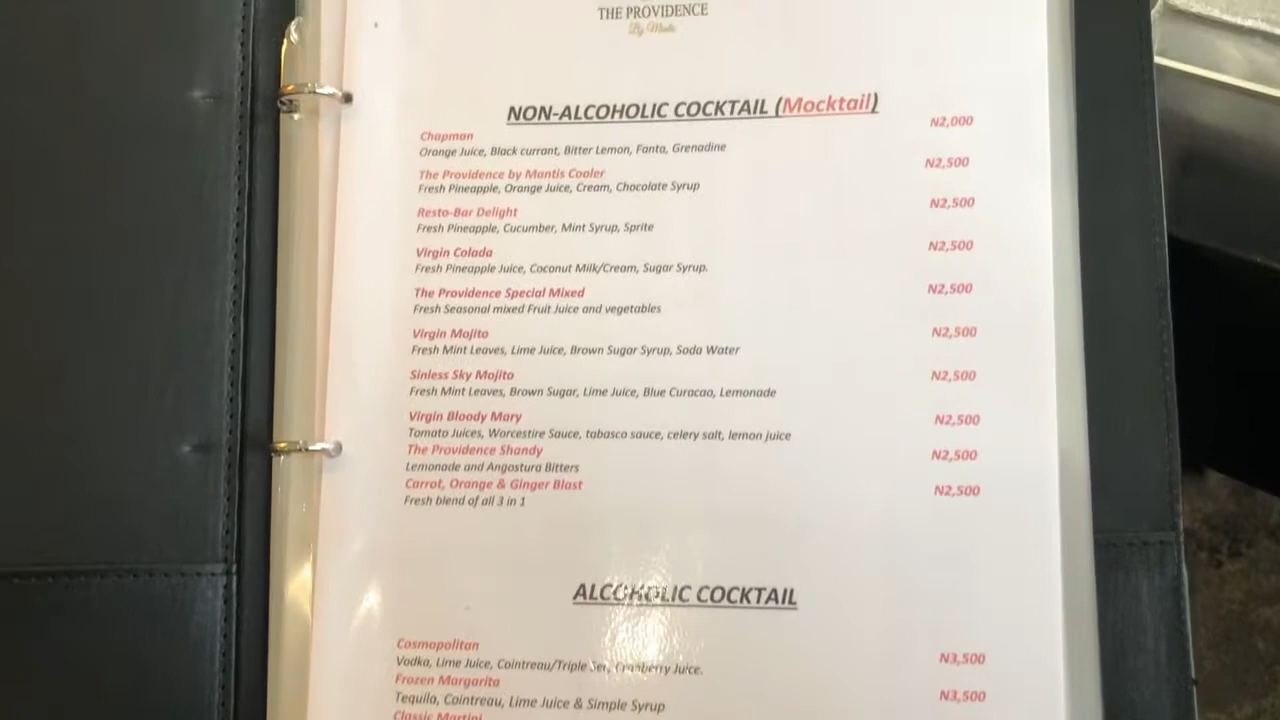 THE PROVIDENCE
By Mantis
NON-ALCOHOLIC COCKTAIL (Mocktail)
Chapman N2,000
Orange Juice, Black currant, Bitter Lemon, Fanta, Grenadine
The Providence by Mantis Cooler N2,500
Fresh Pineapple, Orange Juice, Cream, Chocolate Syrup
Resto-Bar Delight N2,500
Fresh Pineapple, Cucumber, Mint Syrup, Sprite
Virgin Colada N2,500
Fresh Pineapple Juice, Coconut Milk/Cream, Sugar Syrup.
The Providence Special Mixed N2,500
Fresh Seasonal mixed Fruit Juice and vegetables
Virgin Mojito N2,500
Fresh Mint Leaves, Lime Juice, Brown Sugar Syrup, Soda Water
Sinless Sky Mojito N2,500
Fresh Mint Leaves, Brown Sugar, Lime Juice, Blue Curacao, Lemonade
Virgin Bloody Mary N2,500
Tomato Juices, Worcestire Sauce, tabasco sauce, celery salt, lemon juice
The Providence Shandy N2,500
Lemonade and Angostura Bitters
Carrot, Orange & Ginger Blast N2,500
Fresh blend of all 3 in 1
ALCOHOLIC COCKTAIL
Cosmopolitan N3,500
Vodka, Lime Juice, Cointreau/Triple Sec, Cranberry Juice.
Frozen Margarita N3,500
Tequila, Cointreau, Lime Juice & Simple Syrup
Classic Martini